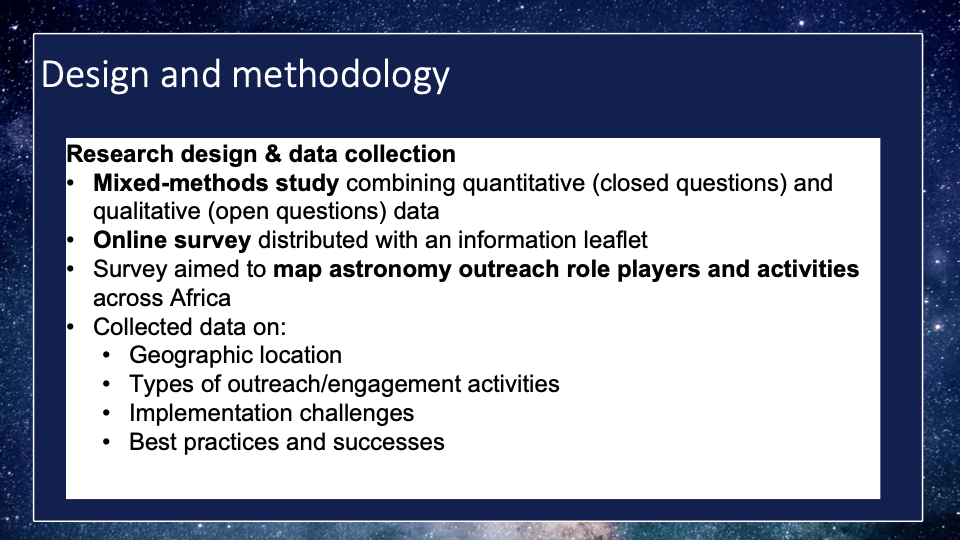 Design and methodology
Research design & data collection
• Mixed-methods study combining quantitative (closed questions) and
qualitative (open questions) data
• Online survey distributed with an information leaflet
• Survey aimed to map astronomy outreach role players and activities
across Africa
• Collected data on:
• Geographic location
• Types of outreach/engagement activities
• Implementation challenges
• Best practices and successes